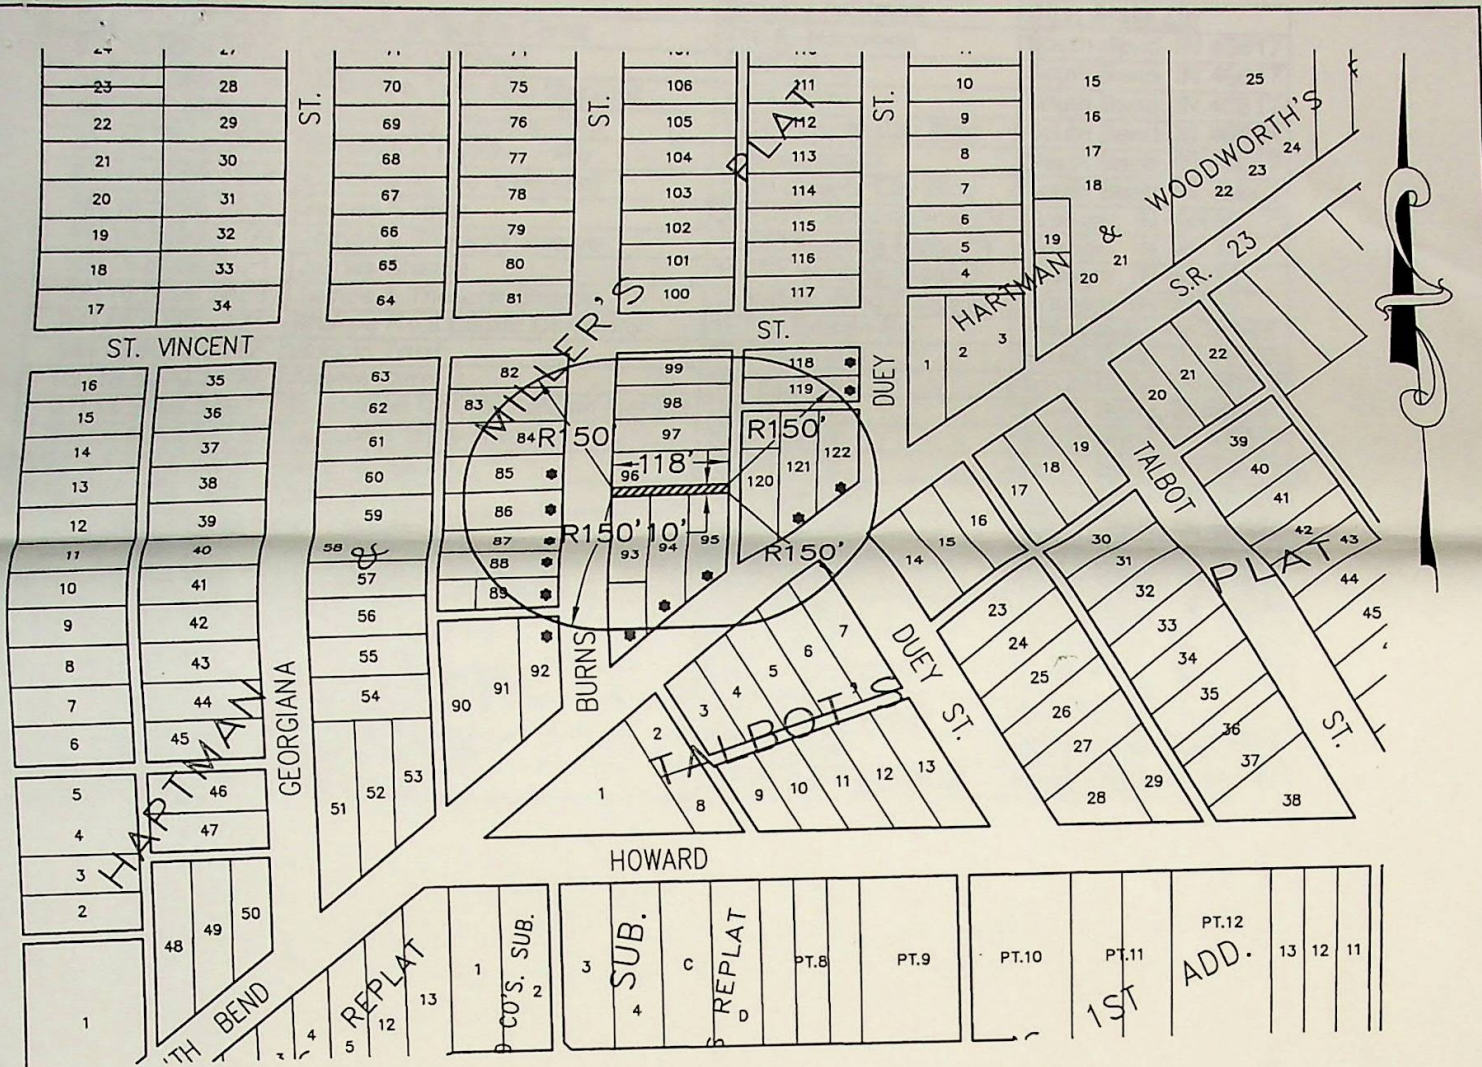 23 28 ST. 70 75 ST. 106 111 ST. 10 15 25
22 29 69 76 105 112 9 16
21 30 68 77 104 113 8 17 22 23 24
20 31 67 78 103 114 7 18
19 32 66 79 102 115 6 19
18 33 65 80 101 116 5 20 21
17 34 64 81 100 117 4
MILLER'S PLAT
HARTMAN & WOODWORTH'S
S.R. 23
ST. VINCENT ST.
16 35 63 82 99 118 DUEY 1 2 3
15 36 62 83 98 119
14 37 61 84 97
13 38 60 85 96 120 121 122
12 39 59 86
11 40 58 87 93 94 95
10 41 57 88
9 42 56 89
8 43 55 90 91 92
7 44 54
6 45
R150 R150'
118'
R150' 10' R150'
&
GEORGIANA
BURNS
HARTMAN
5 46 51 52 53
4 47
3
2 48 49 50
1
20 21 22
17 18 19
14 15 16
TALBOT
39
40
41
42 43
44
45
PLAT
30
31
32
33
34
35
36
37
38
23
24
25
26
27
28 29
DUEY
ST.
ST.
3 4 5 6 7
TALBOT'S
1 2
8 9 10 11 12 13
HOWARD
BEND
4 5 12 13
REPLAT
1 2
CO'S. SUB.
3 4
SUB.
C D
REPLAT
PT.8 PT.9 PT.10 PT.11 PT.12 13 12 11
1ST ADD.